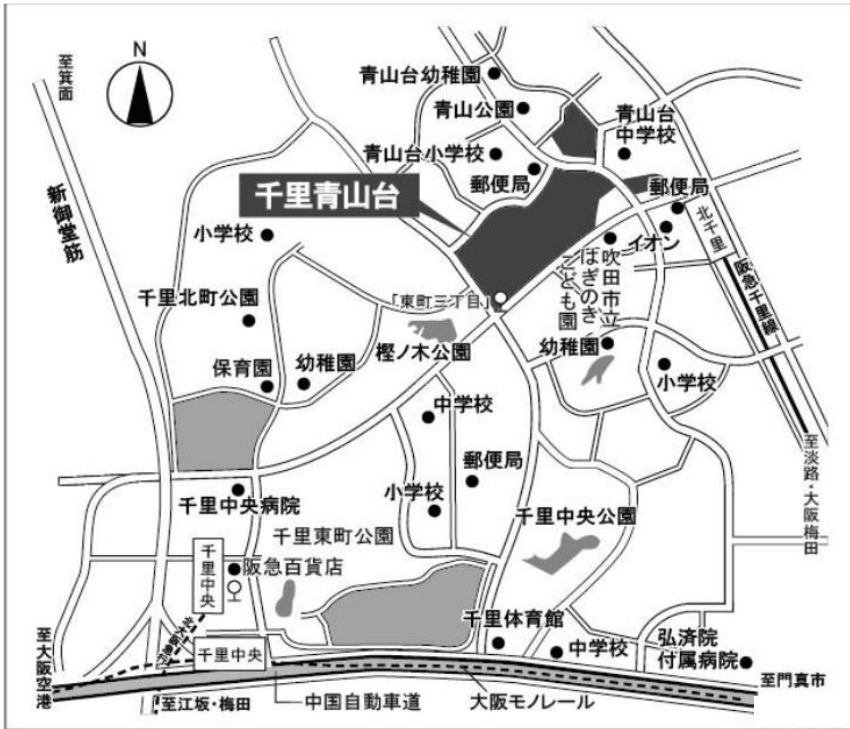 N
至箕面
新御堂筋
青山台幼稚園
青山公園
青山台
中学校
青山台小学校
郵便局
郵便局
千里青山台
小学校
イオン
北千里
阪急千里線
吹田市立
はぎのき
こども園
「東町三丁目」
千里北町公園
樫ノ木公園
幼稚園
保育園
幼稚園
小学校
中学校
郵便局
小学校
千里中央病院
千里中央公園
至淡路・大阪梅田
千里東町公園
千里中央
阪急百貨店
北大阪急行
千里中央
千里体育館
中学校
弘済院
付属病院
至大阪空港
至江坂・梅田
中国自動車道
大阪モノレール
至門真市